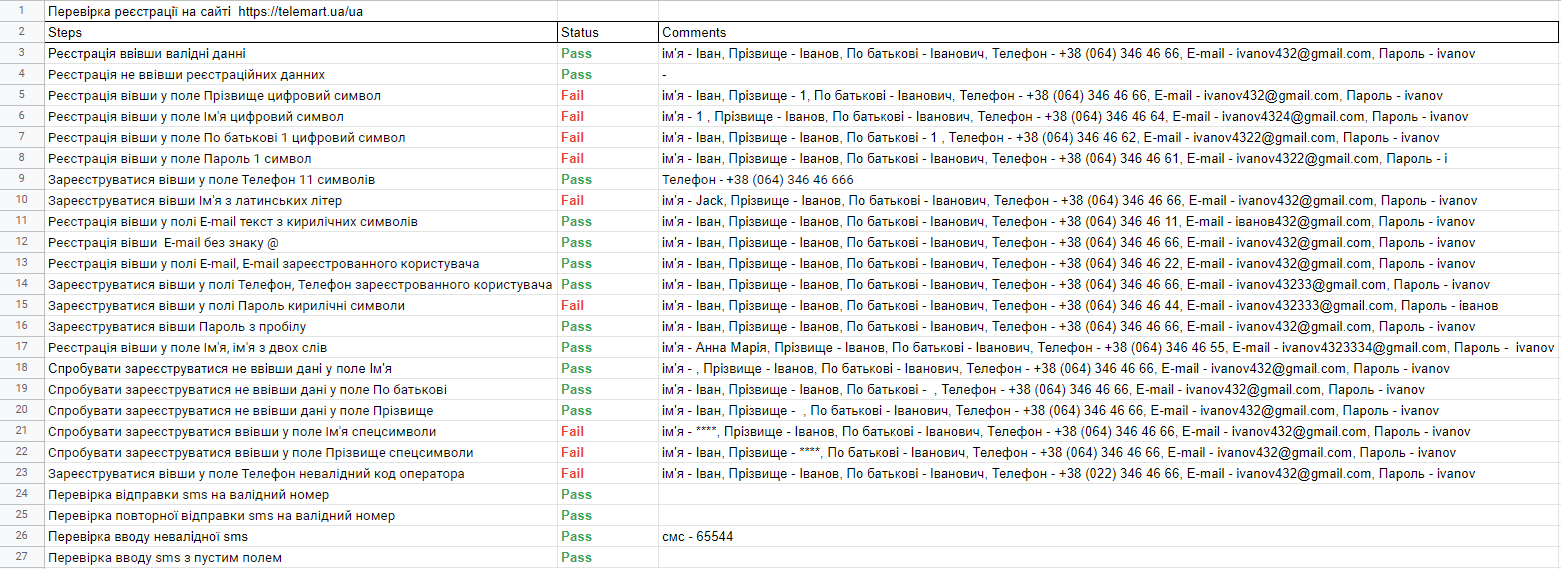 1 Перевірка реєстрації на сайті https://telemart.ua/ua
2 Steps Status Comments
3 Реєстрація ввівши валідні данні Pass ім'я - Іван, Прізвище - Іванов, По батькові - Іванович, Телефон - +38 (064) 346 46 66, E-mail - ivanov432@gmail.com, Пароль - ivanov
4 Реєстрація не ввівши реєстраційних данних Pass -
5 Реєстрація вівши у поле Прізвище цифровий символ Fail ім'я - Іван, Прізвище - 1, По батькові - Іванович, Телефон - +38 (064) 346 46 66, E-mail - ivanov432@gmail.com, Пароль - ivanov
6 Реєстрація вівши у поле Ім'я цифровий символ Fail ім'я - 1 , Прізвище - Іванов, По батькові - Іванович, Телефон - +38 (064) 346 46 64, E-mail - ivanov4324@gmail.com, Пароль - ivanov
7 Реєстрація вівши у поле По батькові 1 цифровий символ Fail ім'я - Іван, Прізвище - Іванов, По батькові - 1 , Телефон - +38 (064) 346 46 62, E-mail - ivanov4322@gmail.com, Пароль - ivanov
8 Реєстрація вівши у поле Пароль 1 символ Fail ім'я - Іван, Прізвище - Іванов, По батькові - Іванович, Телефон - +38 (064) 346 46 61, E-mail - ivanov4322@gmail.com, Пароль - i
9 Зареєструватися вівши у поле Телефон 11 символів Pass Телефон - +38 (064) 346 46 666
10 Зареєструватися вівши Ім'я з латинських літер Fail ім'я - Jack, Прізвище - Іванов, По батькові - Іванович, Телефон - +38 (064) 346 46 66, E-mail - ivanov432@gmail.com, Пароль - ivanov
11 Реєстрація вівши у полі E-mail текст з кирилічних символів Pass ім'я - Іван, Прізвище - Іванов, По батькові - Іванович, Телефон - +38 (064) 346 46 11, E-mail - іванов432@gmail.com, Пароль - ivanov
12 Реєстрація вівши E-mail без знаку @ Pass ім'я - Іван, Прізвище - Іванов, По батькові - Іванович, Телефон - +38 (064) 346 46 66, E-mail - ivanov432@gmail.com, Пароль - ivanov
13 Реєстрація вівши у полі E-mail, E-mail зареєстрованного користувача Pass ім'я - Іван, Прізвище - Іванов, По батькові - Іванович, Телефон - +38 (064) 346 46 22, E-mail - ivanov432@gmail.com, Пароль - ivanov
14 Зареєструватися вівши у полі Телефон, Телефон зареєстрованного користувача Pass ім'я - Іван, Прізвище - Іванов, По батькові - Іванович, Телефон - +38 (064) 346 46 66, E-mail - ivanov43233@gmail.com, Пароль - ivanov
15 Зареєструватися вівши у полі Пароль кирилічні символи Fail ім'я - Іван, Прізвище - Іванов, По батькові - Іванович, Телефон - +38 (064) 346 46 44, E-mail - ivanov432333@gmail.com, Пароль - іванов
16 Зареєструватися вівши Пароль з пробілу Pass ім'я - Іван, Прізвище - Іванов, По батькові - Іванович, Телефон - +38 (064) 346 46 66, E-mail - ivanov432@gmail.com, Пароль - ivanov
17 Реєстрація вівши у поле Ім'я, ім'я з двох слів Pass ім'я - Анна Марія, Прізвище - Іванов, По батькові - Іванович, Телефон - +38 (064) 346 46 55, E-mail - ivanov4323334@gmail.com, Пароль - ivanov
18 Спробувати зареєструватися не ввівши дані у поле Ім'я Pass ім'я - , Прізвище - Іванов, По батькові - Іванович, Телефон - +38 (064) 346 46 66, E-mail - ivanov432@gmail.com, Пароль - ivanov
19 Спробувати зареєструватися не ввівши дані у поле По батькові Pass ім'я - Іван, Прізвище - Іванов, По батькові - , Телефон - +38 (064) 346 46 66, E-mail - ivanov432@gmail.com, Пароль - ivanov
20 Спробувати зареєструватися не ввівши дані у поле Прізвище Pass ім'я - Іван, Прізвище - , По батькові - Іванович, Телефон - +38 (064) 346 46 66, E-mail - ivanov432@gmail.com, Пароль - ivanov
21 Спробувати зареєструватися ввівши у поле Ім'я спецсимволи Fail ім'я - ****, Прізвище - Іванов, По батькові - Іванович, Телефон - +38 (064) 346 46 66, E-mail - ivanov432@gmail.com, Пароль - ivanov
22 Спробувати зареєструватися ввівши у поле Прізвище спецсимволи Fail ім'я - Іван, Прізвище - ****, По батькові - Іванович, Телефон - +38 (064) 346 46 66, E-mail - ivanov432@gmail.com, Пароль - ivanov
23 Зареєструватися вівши у поле Телефон невалідний код оператора Fail ім'я - Іван, Прізвище - Іванов, По батькові - Іванович, Телефон - +38 (022) 346 46 66, E-mail - ivanov432@gmail.com, Пароль - ivanov
24 Перевірка відправки sms на валідний номер Pass
25 Перевірка повторної відправки sms на валідний номер Pass
26 Перевірка вводу невалідної sms Pass смс - 65544
27 Перевірка вводу sms з пустим полем Pass